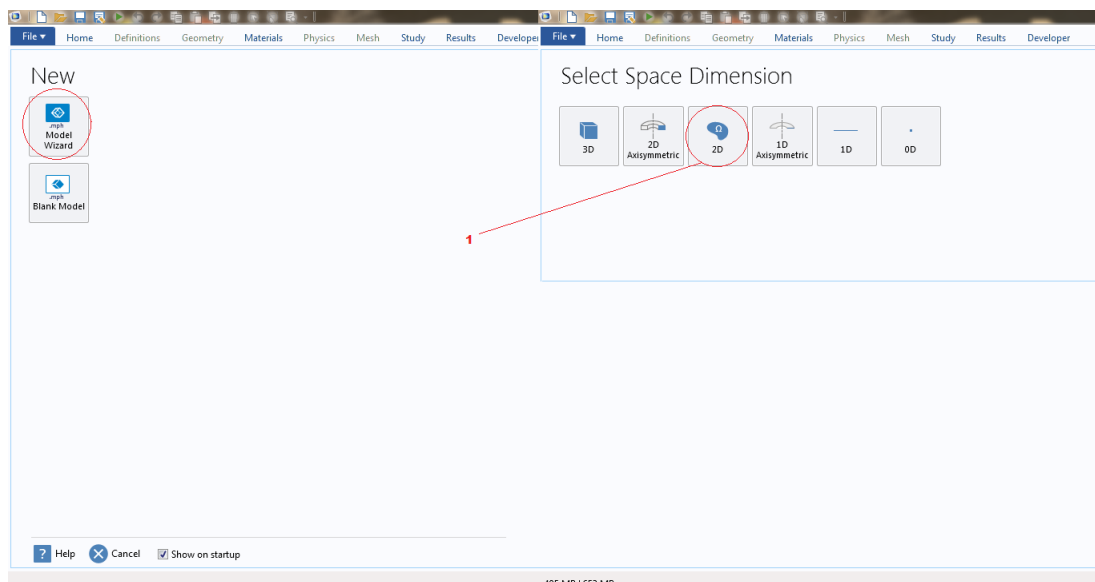 File ▼ Home Definitions Geometry Materials Physics Mesh Study Results Develope
New
.mph
Model
Wizard
.mph
Blank Model
? Help Cancel Show on startup
File ▼ Home Definitions Geometry Materials Physics Mesh Study Results Developer
Select Space Dimension
3D
2D
Axisymmetric
Ω
2D
1D
Axisymmetric
1D
0D
1